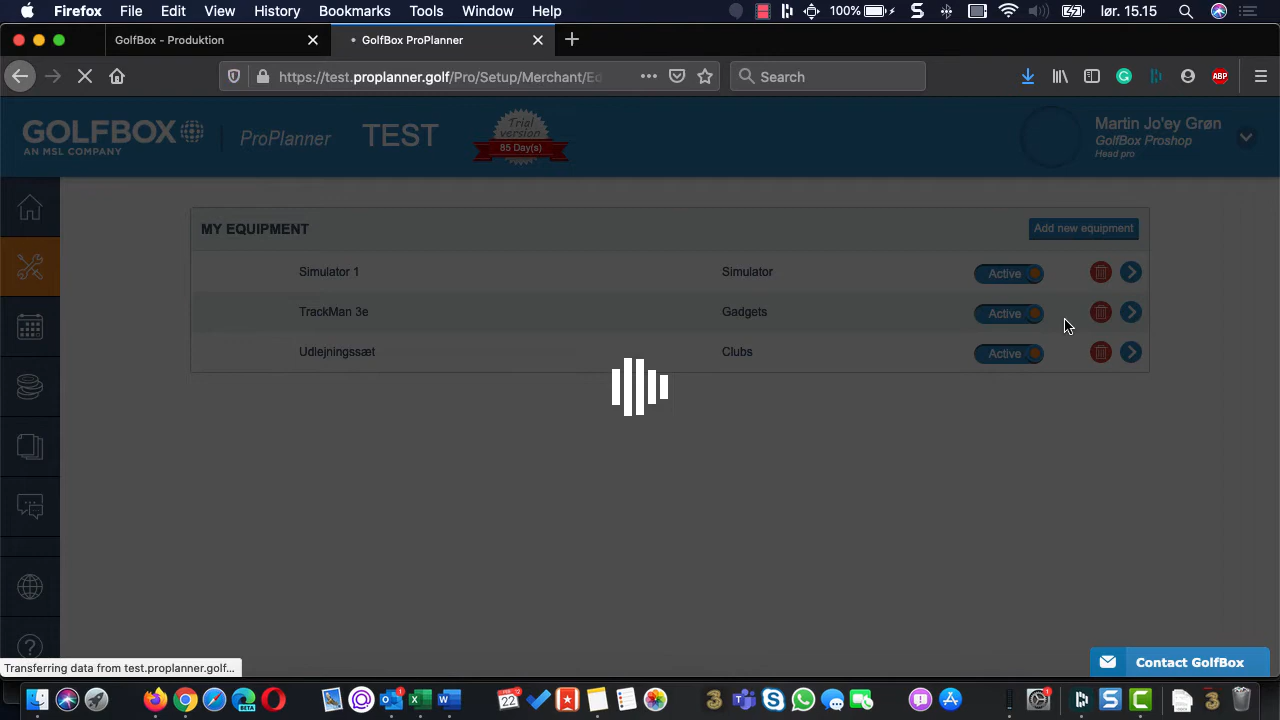 Firefox File Edit View History Bookmarks Tools Window Help 100% lør. 15.15
GolfBox - Produktion GolfBox ProPlanner
https://test.proplanner.golf/Pro/Setup/Merchant/Ed Search
ABP
GOLFBOX ProPlanner TEST Trial version 85 Day(s)
AN MSL COMPANY
Martin Jo'ey Grøn
GolfBox Proshop
Head pro
MY EQUIPMENT Add new equipment
Simulator 1 Simulator Active
TrackMan 3e Gadgets Active
Udlejningssæt Clubs Active
Transferring data from test.proplanner.golf...
Contact GolfBox